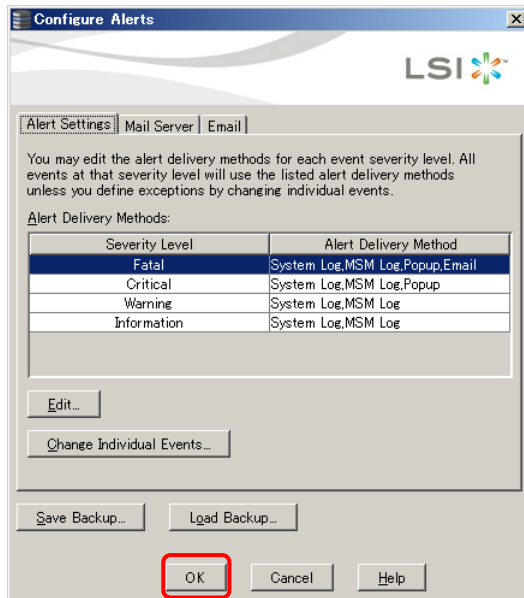 Configure Alerts
LSI
Alert Settings Mail Server Email
You may edit the alert delivery methods for each event severity level. All
events at that severity level will use the listed alert delivery methods
unless you define exceptions by changing individual events.
Alert Delivery Methods:
Severity Level Alert Delivery Method
Fatal System Log,MSM Log,Popup,Email
Critical System Log,MSM Log,Popup
Warning System Log,MSM Log
Information System Log,MSM Log
Edit...
Change Individual Events...
Save Backup... Load Backup...
OK Cancel Help